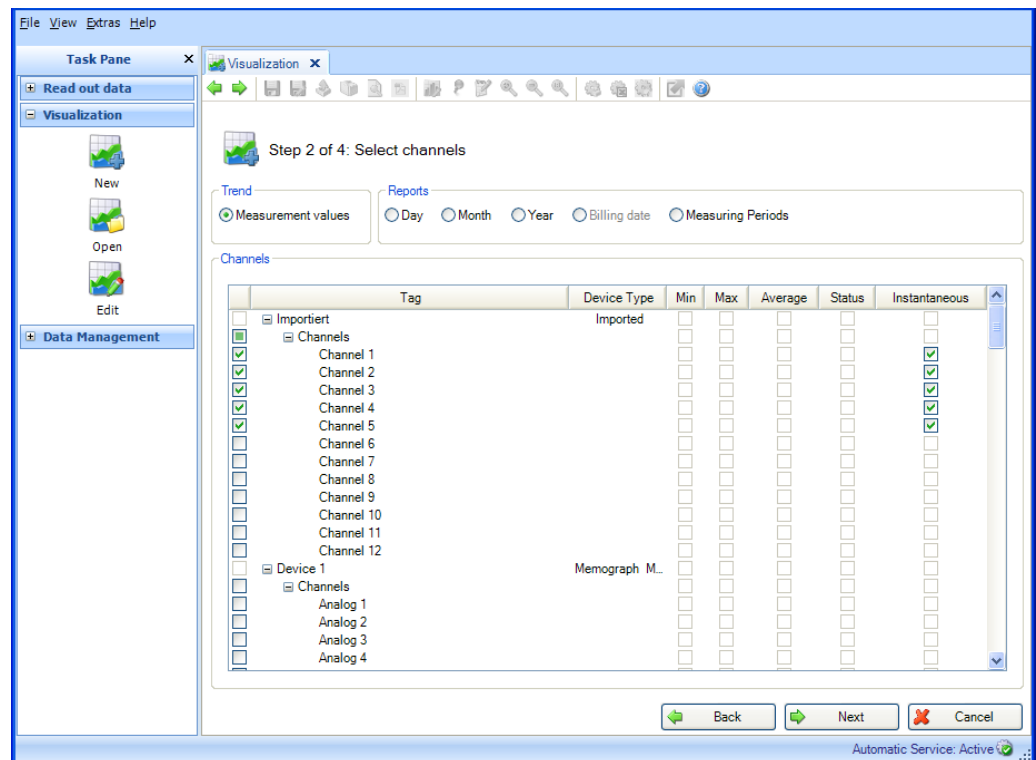 File View Extras Help
Task Pane
Read out data
Visualization
New
Open
Edit
Data Management
Visualization
Step 2 of 4: Select channels
Trend
Measurement values
Reports
Day Month Year Billing date Measuring Periods
Channels
Tag Device Type Min Max Average Status Instantaneous
Importiert Imported
Channels
Channel 1
Channel 2
Channel 3
Channel 4
Channel 5
Channel 6
Channel 7
Channel 8
Channel 9
Channel 10
Channel 11
Channel 12
Device 1 Memograph M...
Channels
Analog 1
Analog 2
Analog 3
Analog 4
Back Next Cancel
Automatic Service: Active